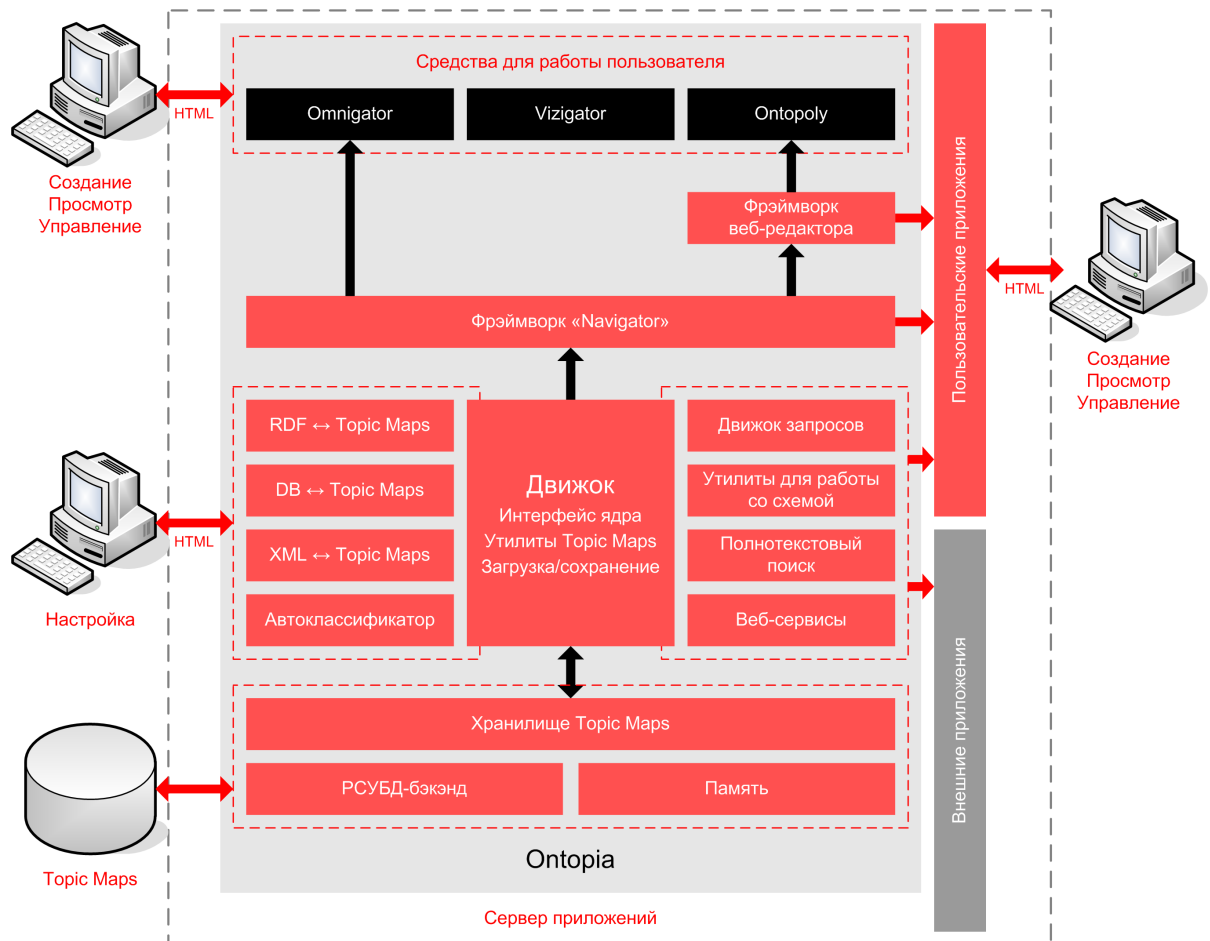 Средства для работы пользователя
Omnigator
Vizigator
Ontopoly
HTML
Создание
Просмотр
Управление
Фрэймворк
веб-редактора
Фрэймворк «Navigator»
Пользовательские приложения
HTML
Создание
Просмотр
Управление
RDF ↔ Topic Maps
DB ↔ Topic Maps
XML ↔ Topic Maps
Автоклассификатор
Движок
Интерфейс ядра
Утилиты Topic Maps
Загрузка/сохранение
Движок запросов
Утилиты для работы
со схемой
Полнотекстовый
поиск
Веб-сервисы
HTML
Настройка
Внешние приложения
Хранилище Topic Maps
РСУБД-бэкэнд
Память
Topic Maps
Ontopia
Сервер приложений